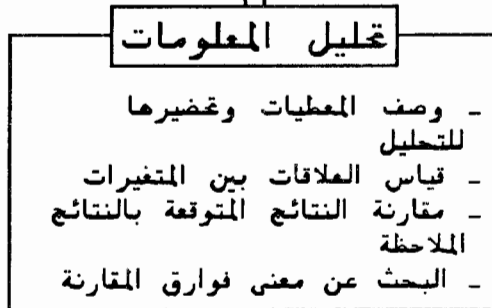 تحليل المعلومات
- وصف المعطيات وتحضيرها
للتحليل
- قياس العلاقات بين المتغيرات
- مقارنة النتائج المتوقعة بالنتائج
الملاحظة
- البحث عن معنى فوارق المقارنة